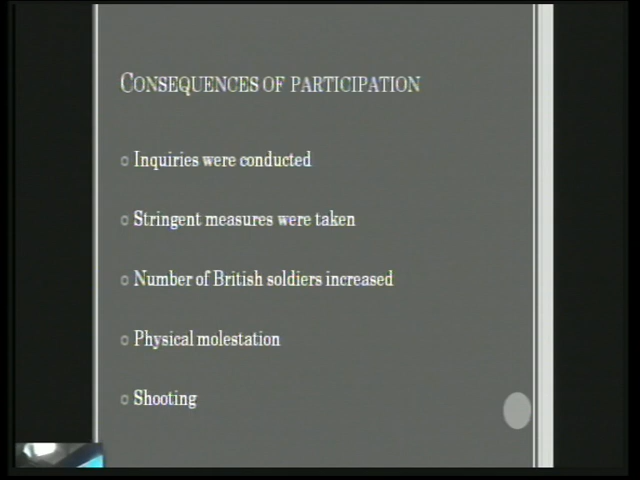 CONSEQUENCES OF PARTICIPATION
Inquiries were conducted
Stringent measures were taken
Number of British soldiers increased
Physical molestation
Shooting